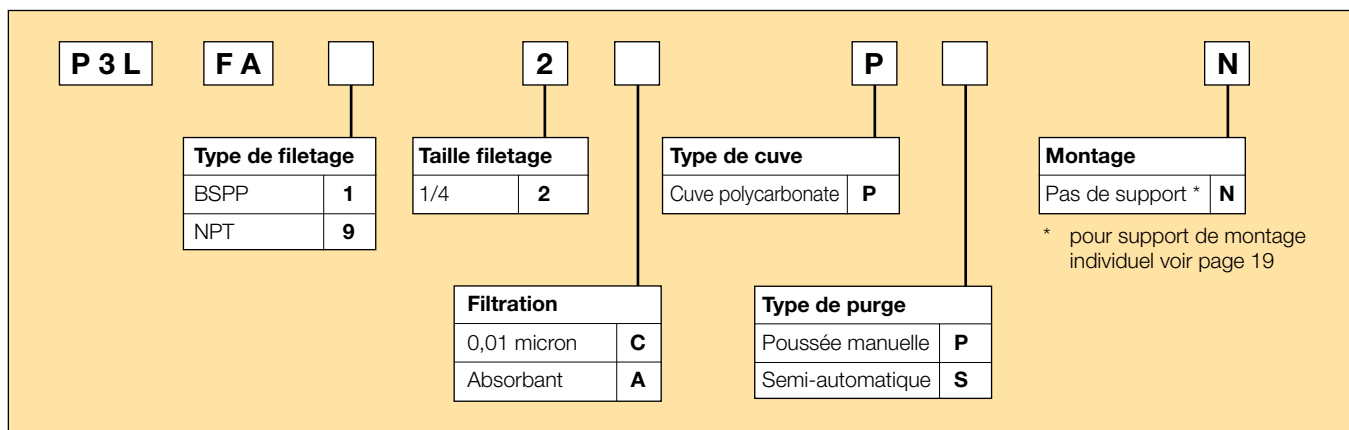 P 3 L F A 2 P N
Type de filetage
BSPP 1
NPT 9
Taille filetage
1/4 2
Type de cuve
Cuve polycarbonate P
Montage
Pas de support * N
* pour support de montage
individuel voir page 19
Filtration
0,01 micron C
Absorbant A
Type de purge
Poussée manuelle P
Semi-automatique S